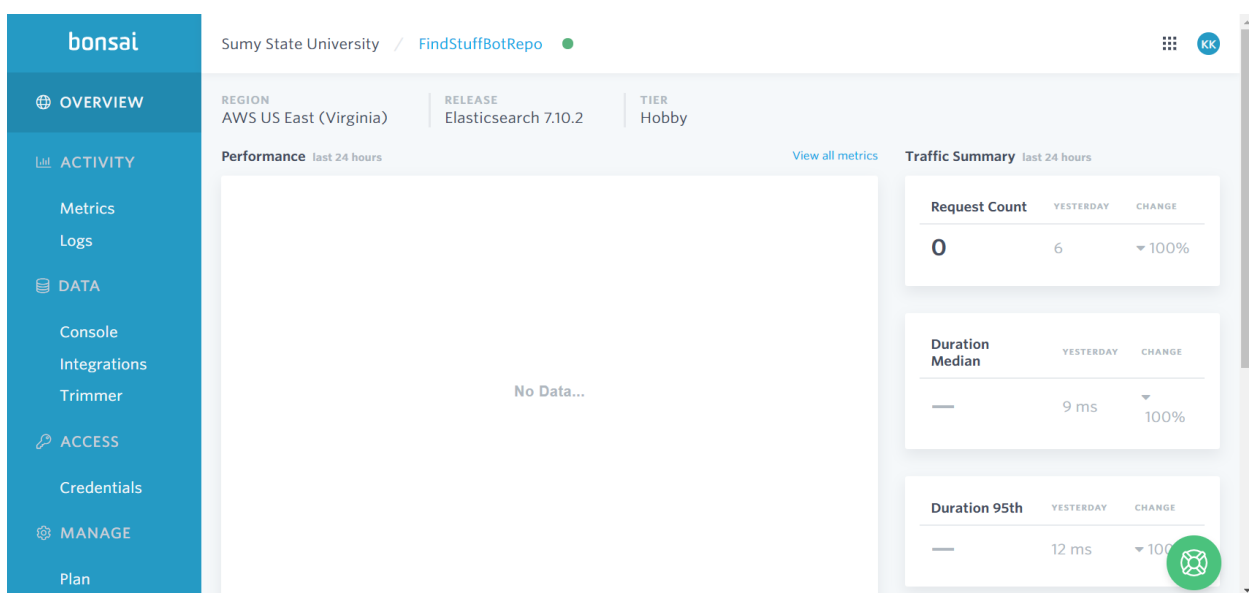 bonsai
Sumy State University / FindStuffBotRepo
KK
OVERVIEW
ACTIVITY
Metrics
Logs
DATA
Console
Integrations
Trimmer
ACCESS
Credentials
MANAGE
Plan
REGION
AWS US East (Virginia)
RELEASE
Elasticsearch 7.10.2
TIER
Hobby
Performance last 24 hours
View all metrics
No Data...
Traffic Summary last 24 hours
Request Count YESTERDAY CHANGE
0 6 100%
Duration
Median
YESTERDAY CHANGE
— 9 ms 100%
Duration 95th YESTERDAY CHANGE
— 12 ms